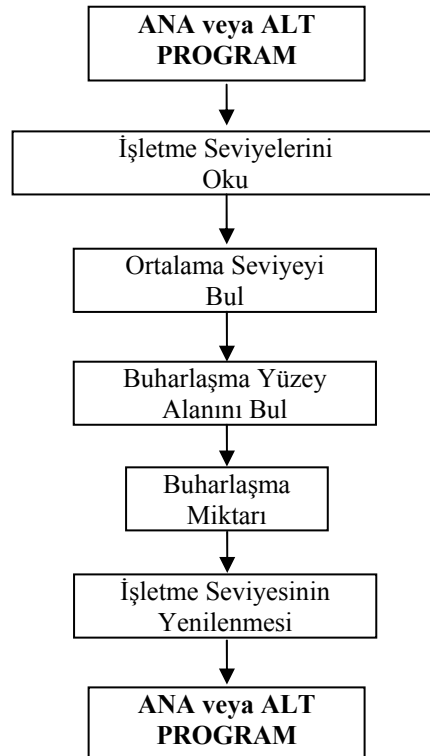 ANA veya ALT
PROGRAM
İşletme Seviyelerini
Oku
Ortalama Seviyeyi
Bul
Buharlaşma Yüzey
Alanını Bul
Buharlaşma
Miktarı
İşletme Seviyesinin
Yenilenmesi
ANA veya ALT
PROGRAM